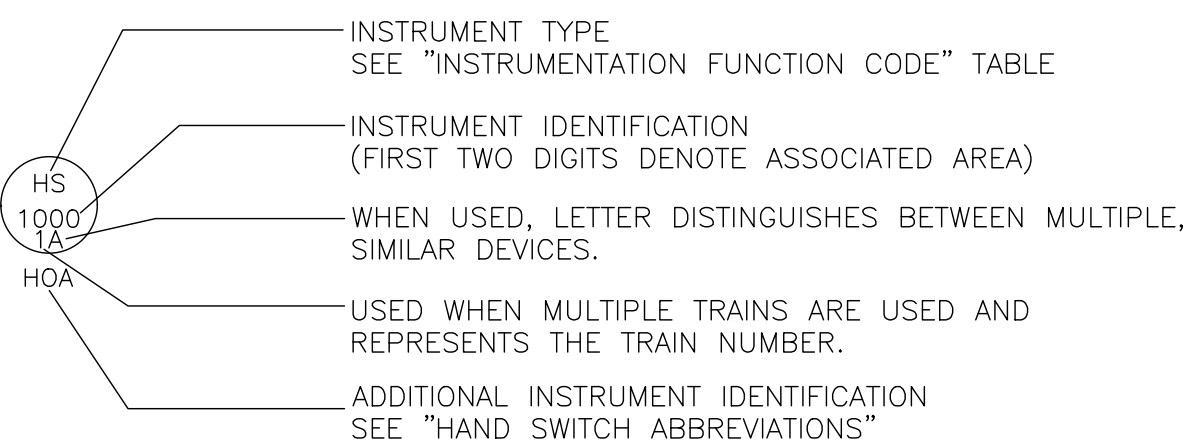 INSTRUMENT TYPE
SEE ”INSTRUMENTATION FUNCTION CODE” TABLE
INSTRUMENT IDENTIFICATION
(FIRST TWO DIGITS DENOTE ASSOCIATED AREA)
HS
1000
1A
HOA
WHEN USED, LETTER DISTINGUISHES BETWEEN MULTIPLE,
SIMILAR DEVICES.
USED WHEN MULTIPLE TRAINS ARE USED AND
REPRESENTS THE TRAIN NUMBER.
ADDITIONAL INSTRUMENT IDENTIFICATION
SEE ”HAND SWITCH ABBREVIATIONS”